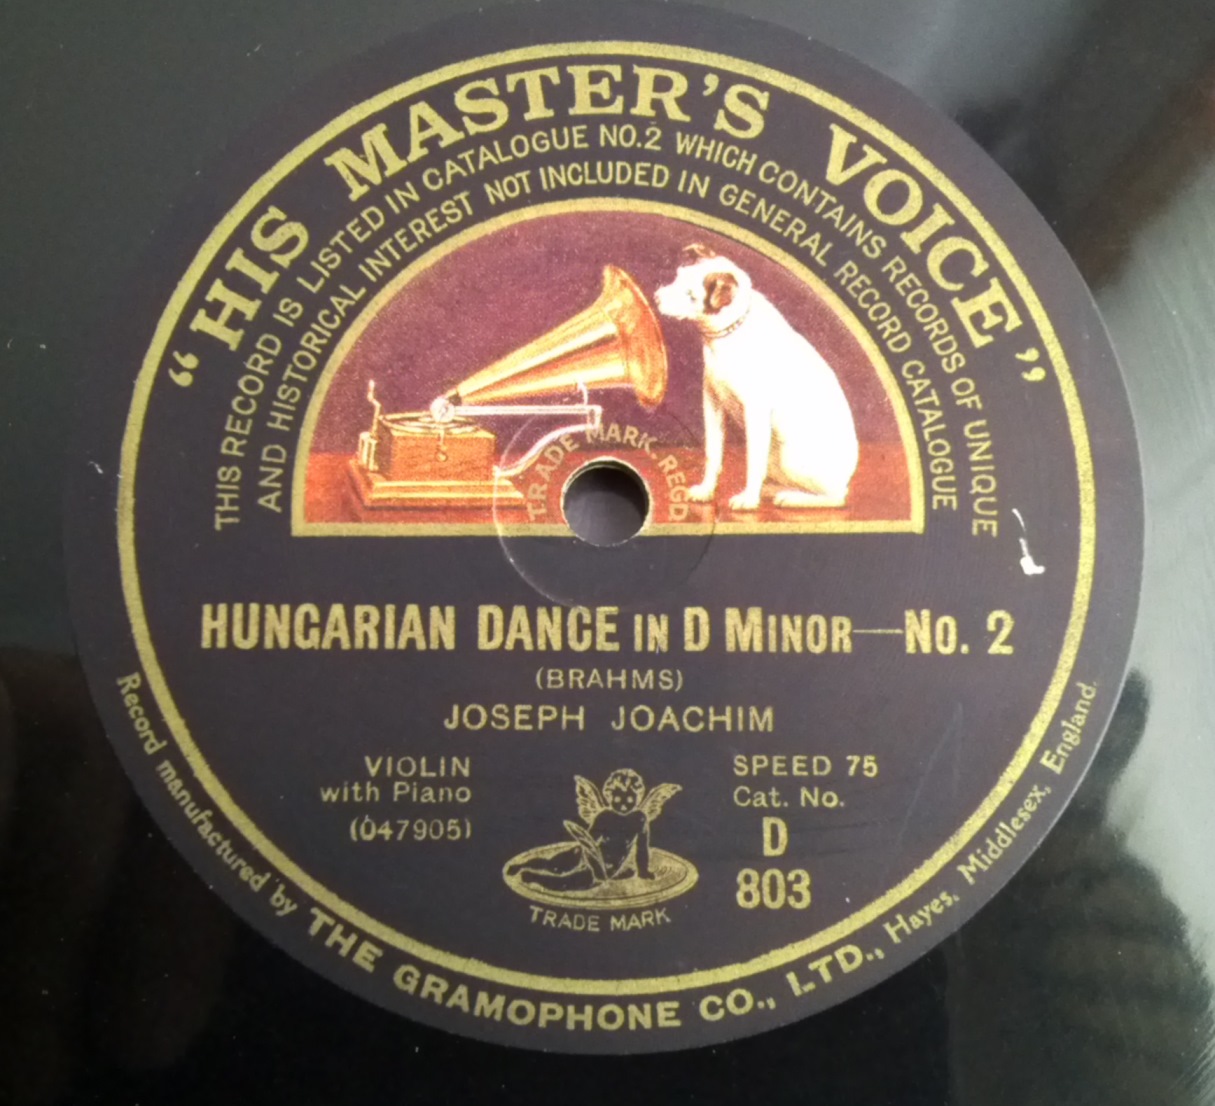 "HIS MASTER'S VOICE"
THIS RECORD IS LISTED IN CATALOGUE NO.2 WHICH CONTAINS RECORDS OF UNIQUE
AND HISTORICAL INTEREST NOT INCLUDED IN GENERAL RECORD CATALOGUE
TRADE MARK. REGD
HUNGARIAN DANCE IN D MINOR—No. 2
(BRAHMS)
JOSEPH JOACHIM
VIOLIN
with Piano
(047905)
SPEED 75
Cat. No.
D
803
TRADE MARK
Record manufactured by THE GRAMOPHONE CO., LTD., Hayes, Middlesex, England.